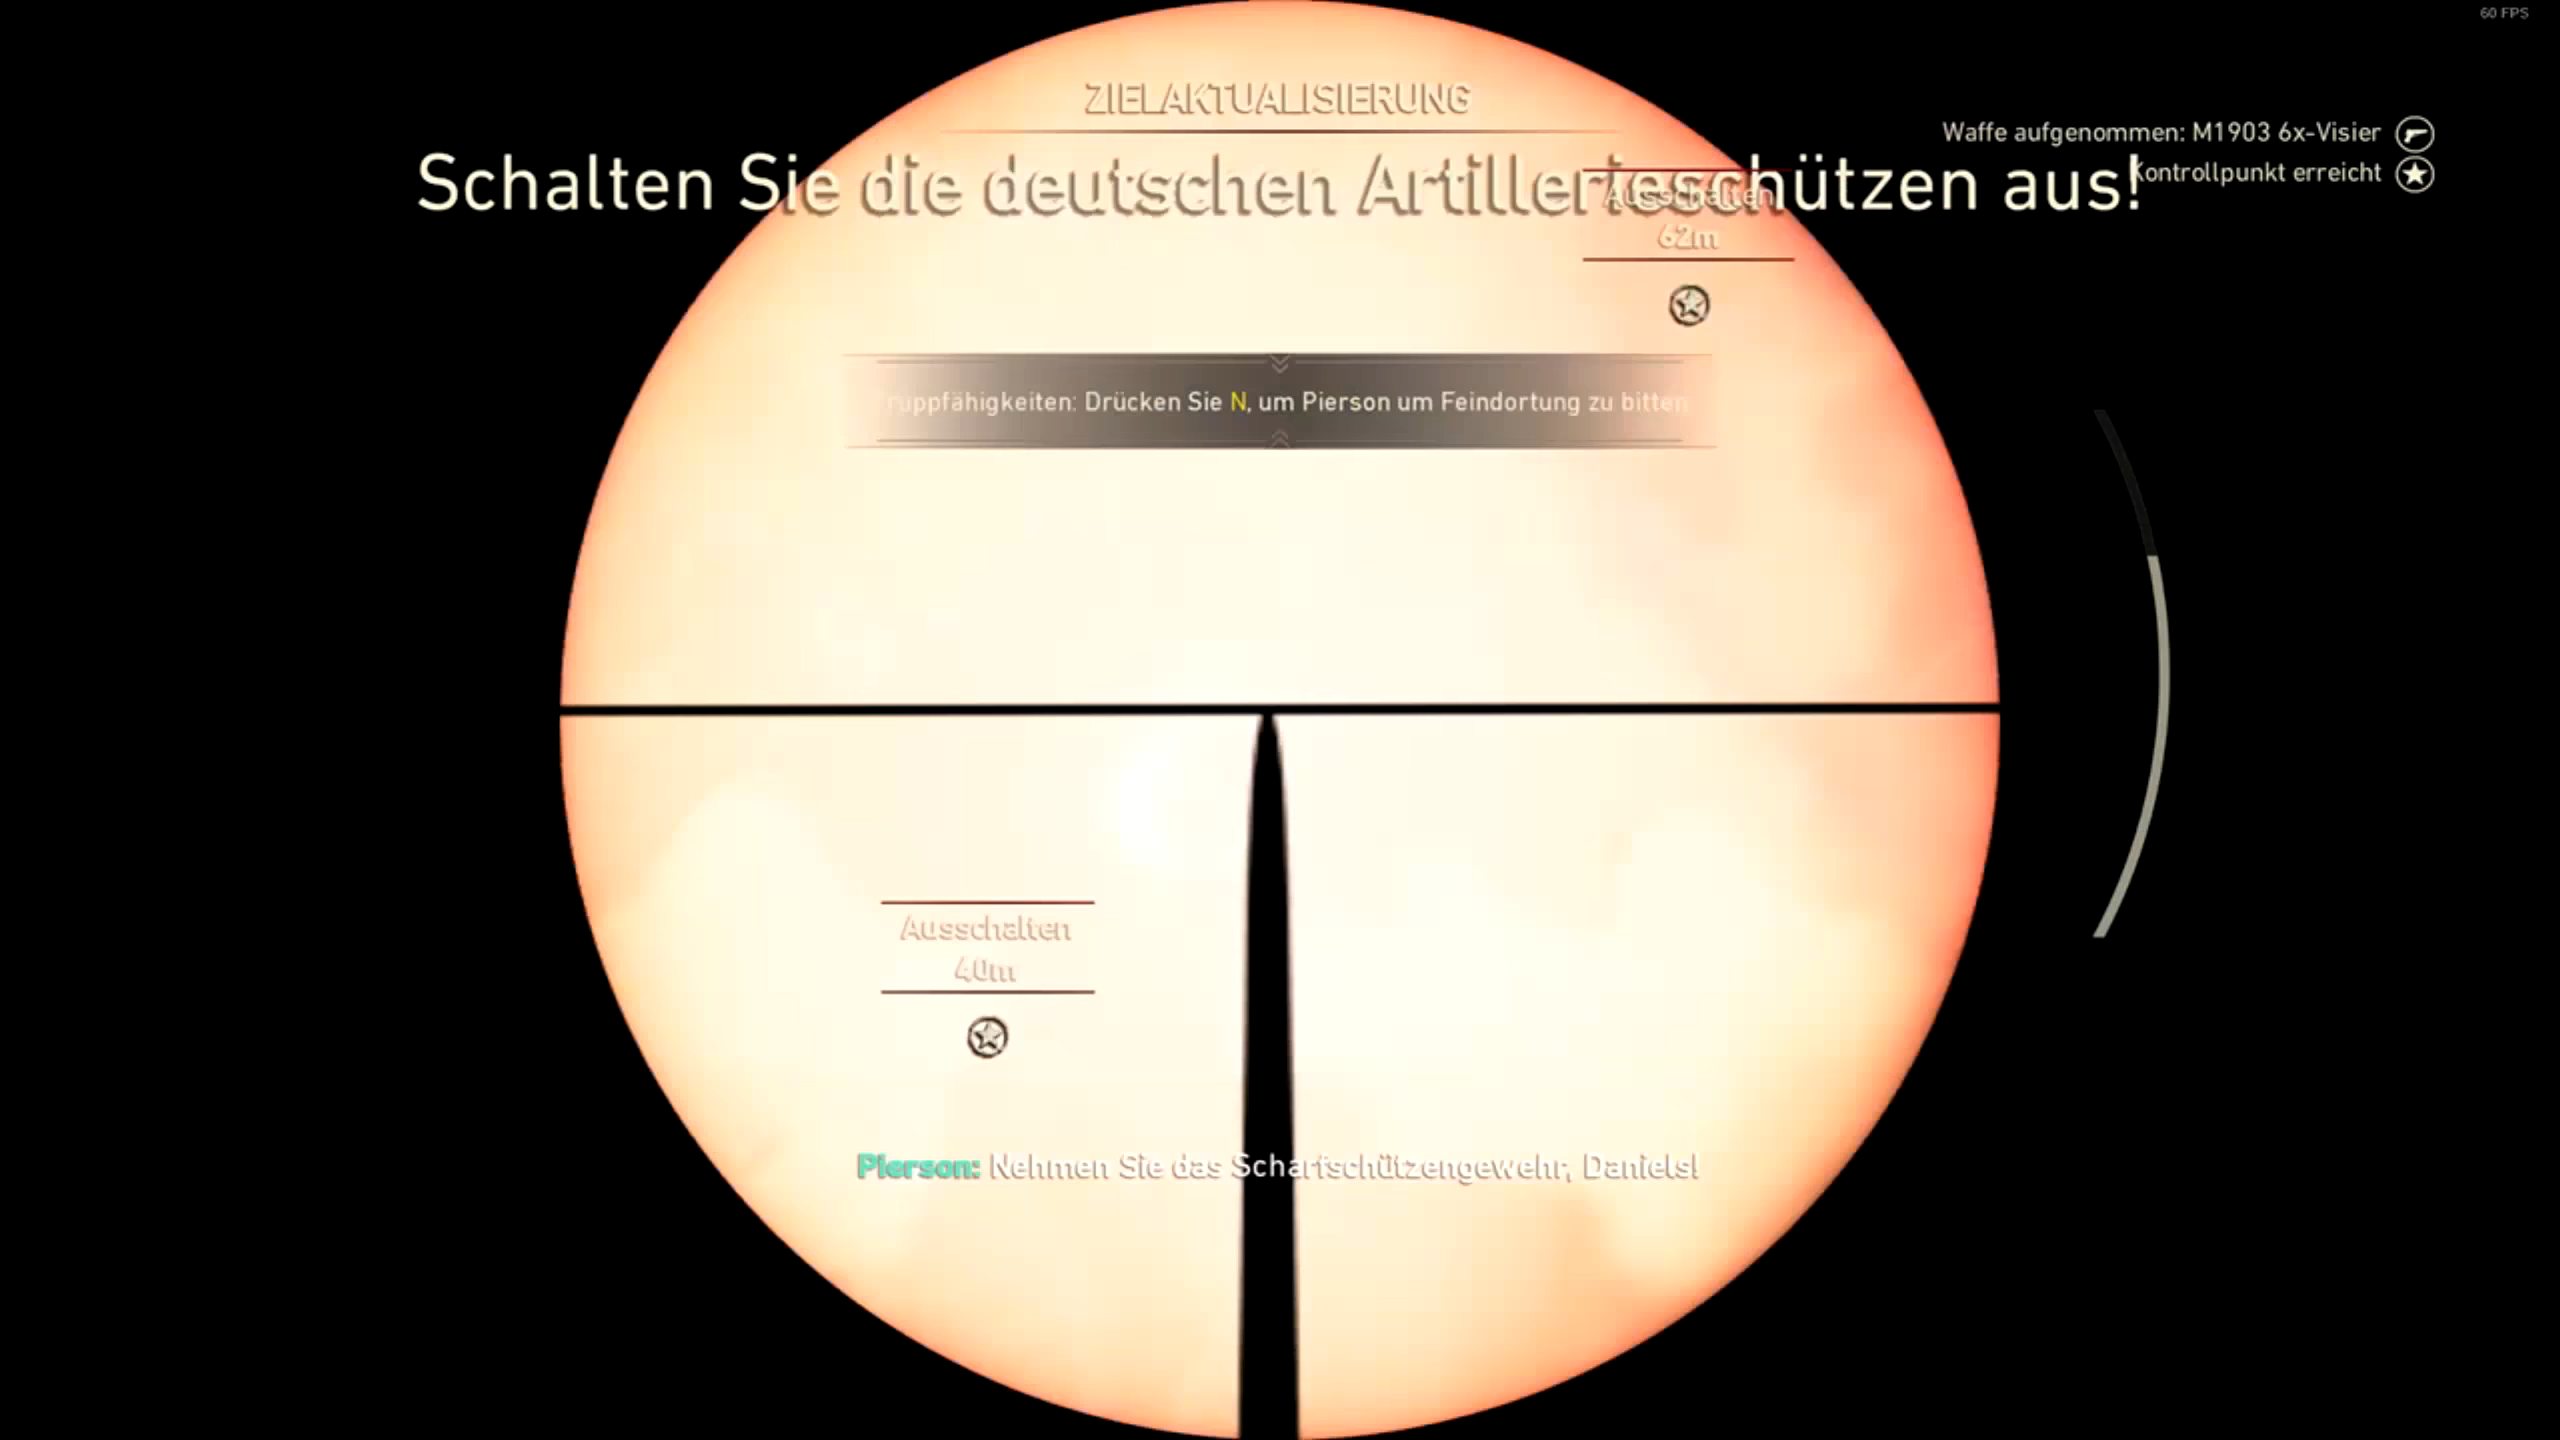 60 FPS
ZIELAKTUALISIERUNG
Schalten Sie die deutschen Artillerieschützen aus!
Waffe aufgenommen: M1903 6x-Visier
Kontrollpunkt erreicht
Ausschalten
62m
ruppfähigkeiten: Drücken Sie N, um Pierson um Feindortung zu bitten
Ausschalten
40m
Pierson: Nehmen Sie das Scharfschützengewehr, Daniels!